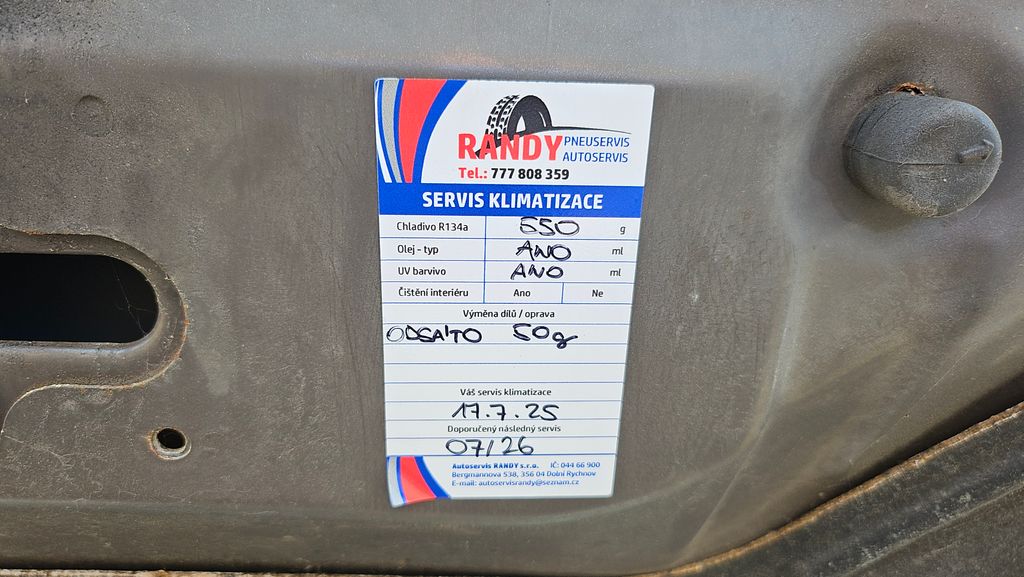 RANDY PNEUSERVIS
AUTOSERVIS
Tel.: 777 808 359
SERVIS KLIMATIZACE
Chladivo R134a 550 g
Olej - typ ANO ml
UV barvivo ANO ml
Čištění interiéru Ano Ne
Výměna dílů / oprava
ODSÁTO 50g
Váš servis klimatizace
17.7.25
Doporučený následný servis
07/26
Autoservis RANDY s.r.o. IČ: 044 66 900
Bergmannova 538, 356 04 Dolní Rychnov
E-mail: autoservisrandy@seznam.cz